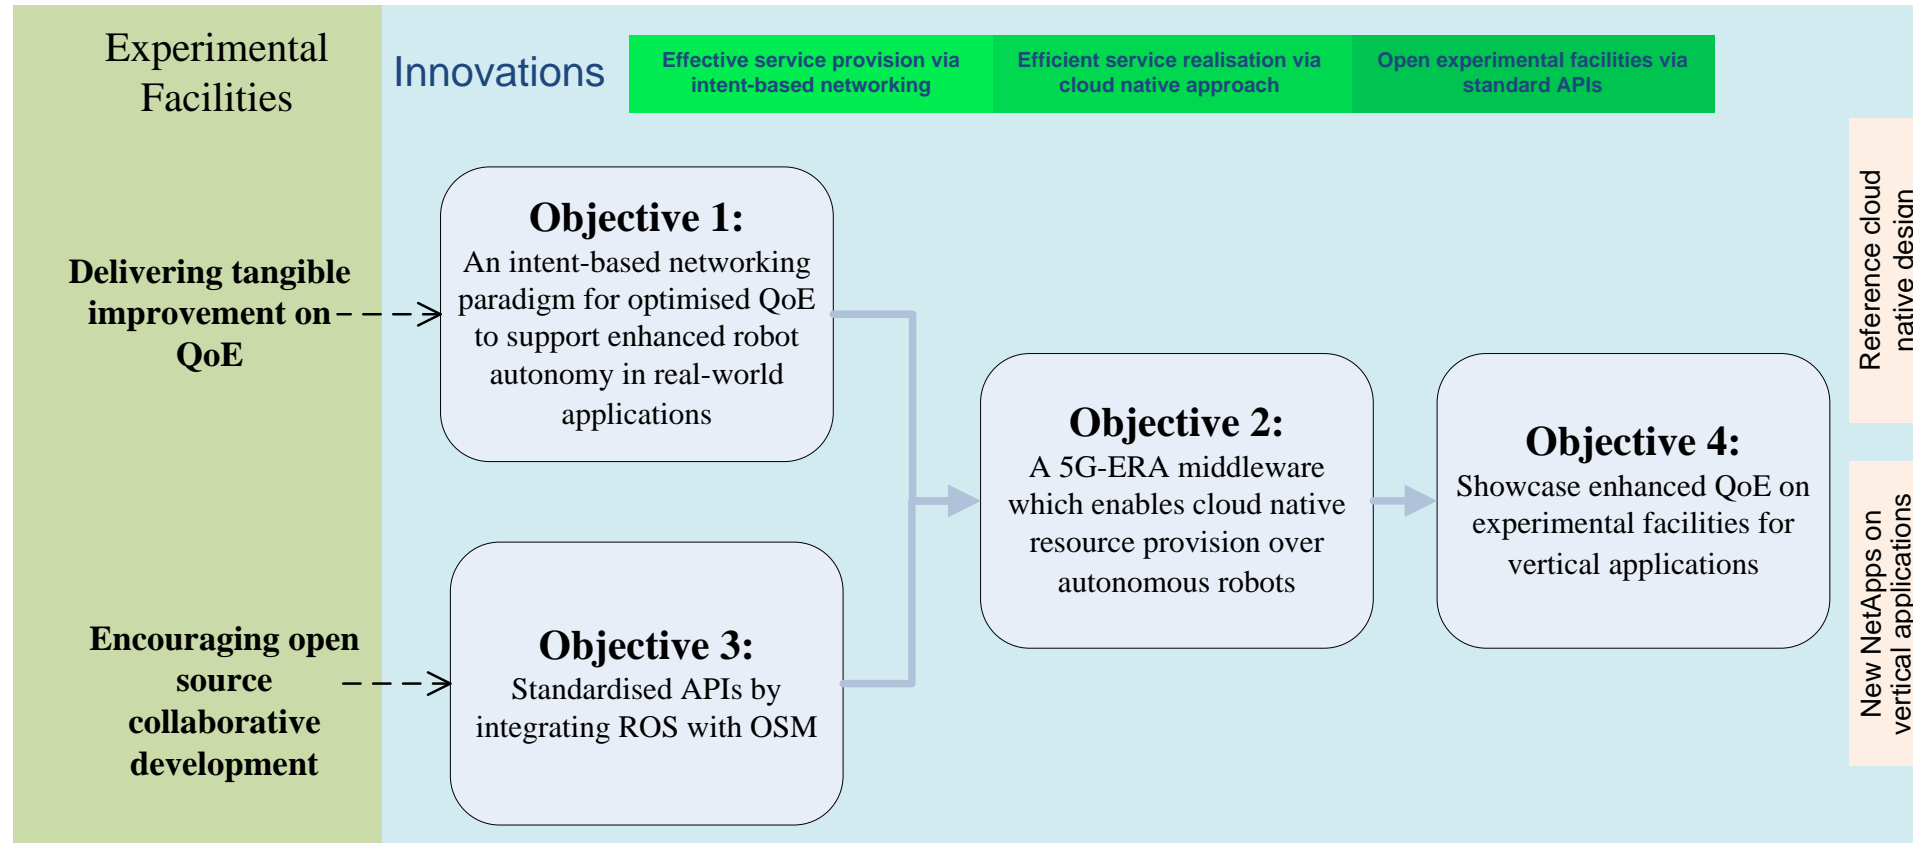 Experimental
Facilities
Innovations
Effective service provision via
intent-based networking
Efficient service realisation via
cloud native approach
Open experimental facilities via
standard APIs
Delivering tangible
improvement on
QoE
Objective 1:
An intent-based networking
paradigm for optimised QoE
to support enhanced robot
autonomy in real-world
applications
Encouraging open
source
collaborative
development
Objective 3:
Standardised APIs by
integrating ROS with OSM
Objective 2:
A 5G-ERA middleware
which enables cloud native
resource provision over
autonomous robots
Objective 4:
Showcase enhanced QoE on
experimental facilities for
vertical applications
Reference cloud
native design
New NetApps on
vertical applications